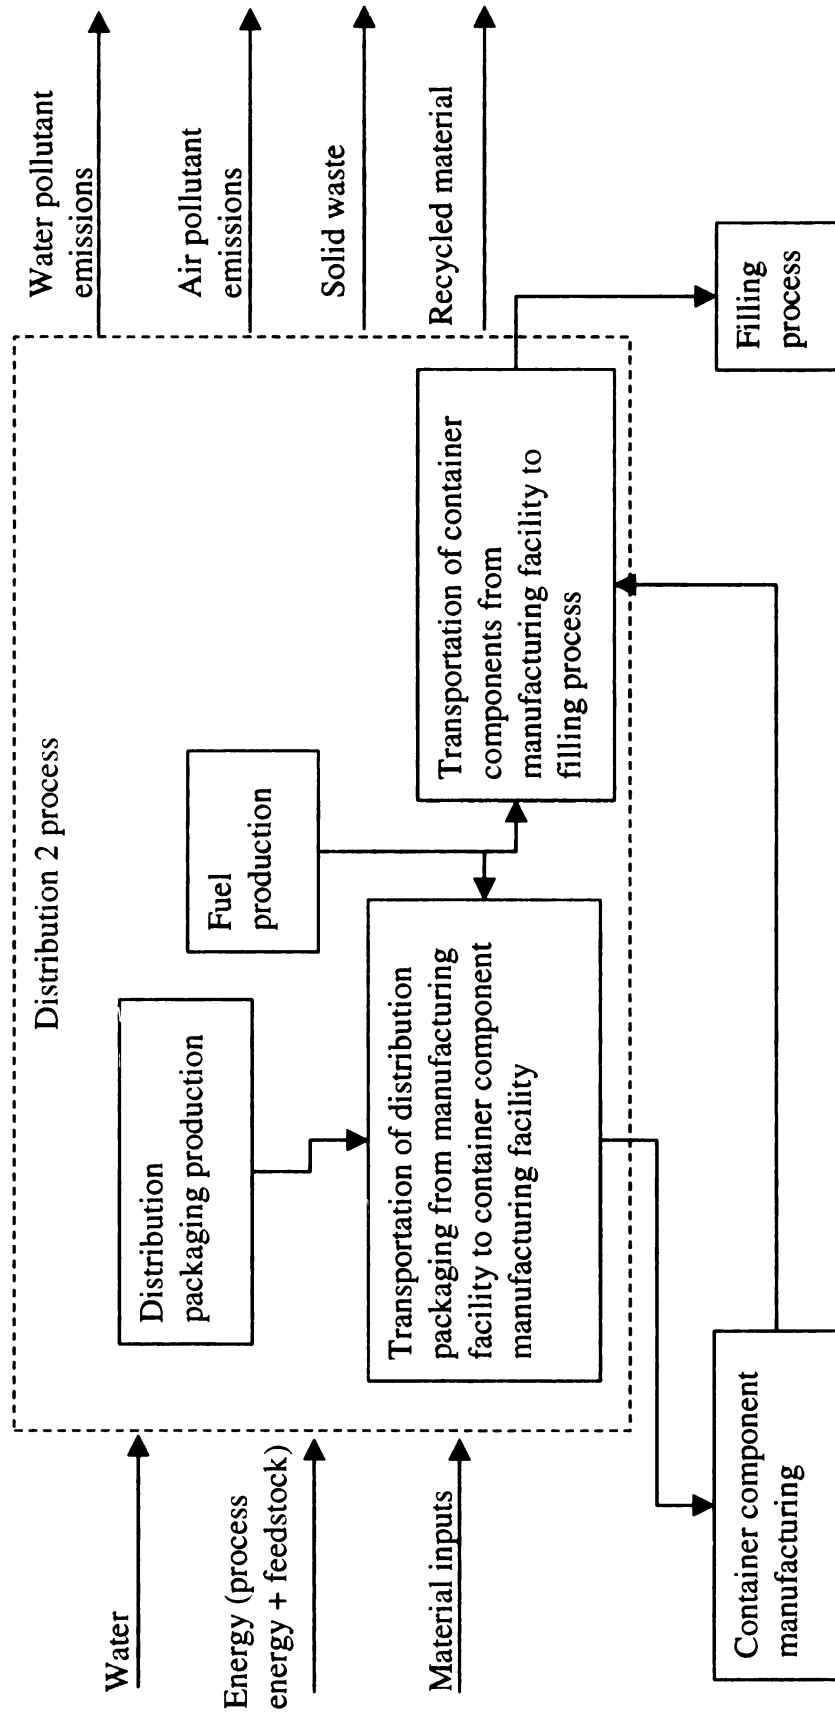 Distribution 2 process
Water
Energy (process
energy + feedstock)
Material inputs
Distribution
packaging production
Fuel
production
Transportation of distribution
packaging from manufacturing
facility to container component
manufacturing facility
Transportation of container
components from
manufacturing facility to
filling process
Water pollutant
emissions
Air pollutant
emissions
Solid waste
Recycled material
Container component
manufacturing
Filling
process